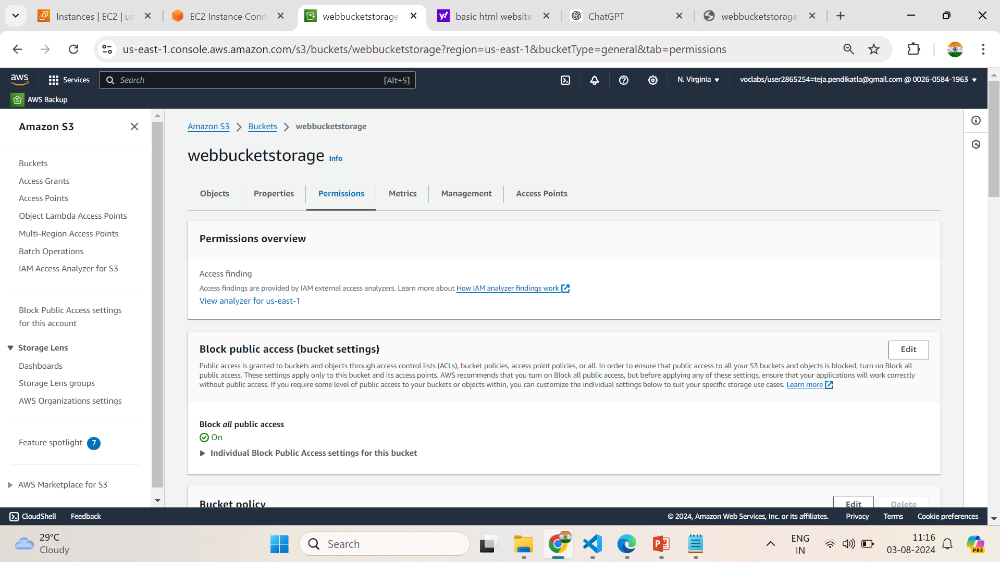 Instances | EC2 | us
EC2 Instance Conn
webbucketstorage
basic html website
ChatGPT
webbucketstorage.
us-east-1.console.aws.amazon.com/s3/buckets/webbucketstorage?region=us-east-1&bucketType=general&tab=permissions
aws
Services
Search
[Alt+S]
N. Virginia
voclabs/user2865254=teja.pendikatla@gmail.com @ 0026-0584-1963
AWS Backup
Amazon S3
Buckets
Access Grants
Access Points
Object Lambda Access Points
Multi-Region Access Points
Batch Operations
IAM Access Analyzer for S3
Block Public Access settings
for this account
Storage Lens
Dashboards
Storage Lens groups
AWS Organizations settings
Feature spotlight 7
AWS Marketplace for S3
Amazon S3 > Buckets > webbucketstorage
webbucketstorage Info
Objects
Properties
Permissions
Metrics
Management
Access Points
Permissions overview
Access finding
Access findings are provided by IAM external access analyzers. Learn more about How IAM analyzer findings work
View analyzer for us-east-1
Block public access (bucket settings)
Edit
Public access is granted to buckets and objects through access control lists (ACLs), bucket policies, access point policies, or all. In order to ensure that public access to all your S3 buckets and objects is blocked, turn on Block all
public access. These settings apply only to this bucket and its access points. AWS recommends that you turn on Block all public access, but before applying any of these settings, ensure that your applications will work correctly
without public access. If you require some level of public access to your buckets or objects within, you can customize the individual settings below to suit your specific storage use cases. Learn more
Block all public access
On
Individual Block Public Access settings for this bucket
Bucket policy
Edit
Delete
CloudShell
Feedback
© 2024, Amazon Web Services, Inc. or its affiliates.
Privacy
Terms
Cookie preferences
29°C
Cloudy
Search
ENG
IN
11:16
03-08-2024
PRE